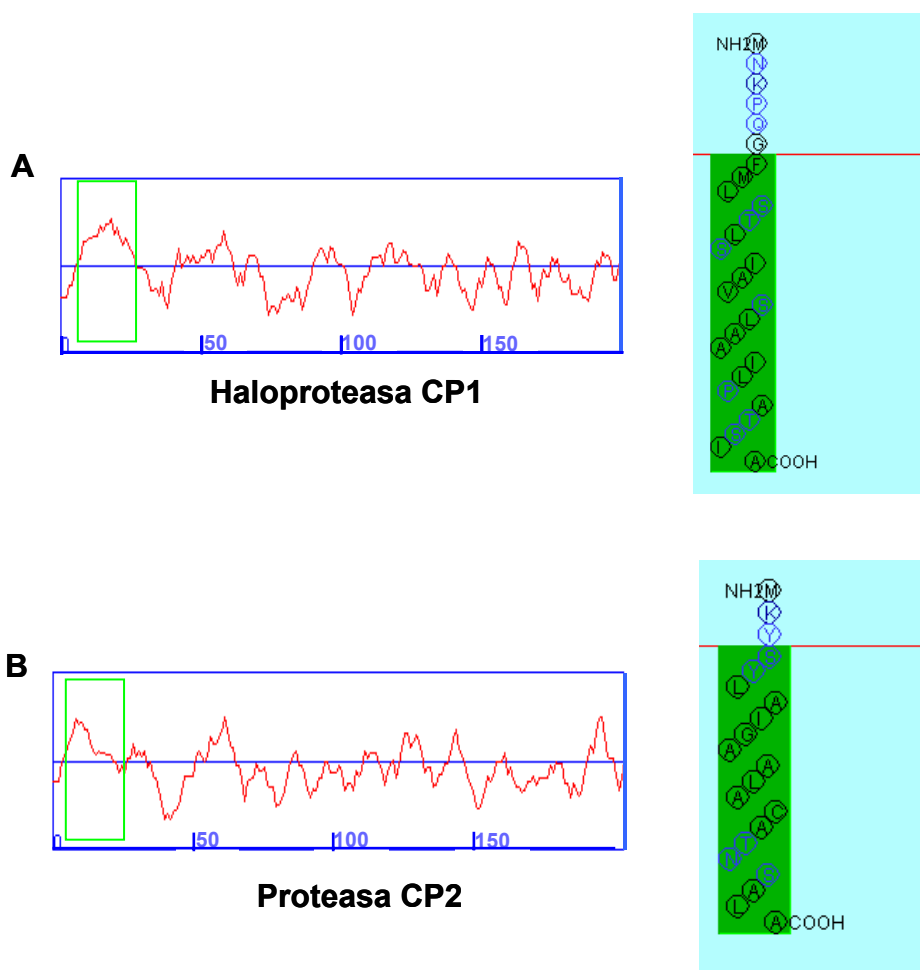 A
0
50
100
150
Haloproteasa CP1
NH2M
N
K
P
Q
G
L M F
S L T S
A I
A A L S
P L I
I S T A
A COOH
B
0
50
100
150
Proteasa CP2
NH2M
K
Y
L
A G I A
A L A
N T A C
L A S
A COOH